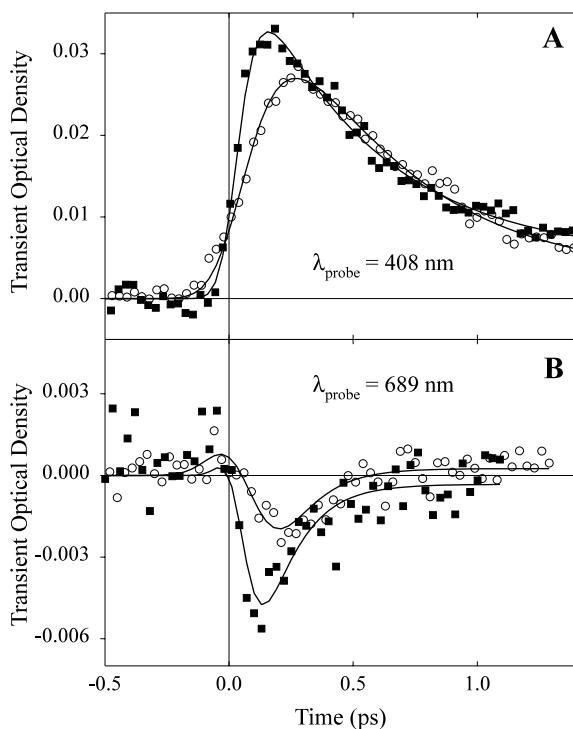 0.03
0.02
0.01
0.00
Transient Optical Density
A
λprobe = 408 nm
0.003
0.000
-0.003
-0.006
Transient Optical Density
B
λprobe = 689 nm
-0.5 0.0 0.5 1.0
Time (ps)